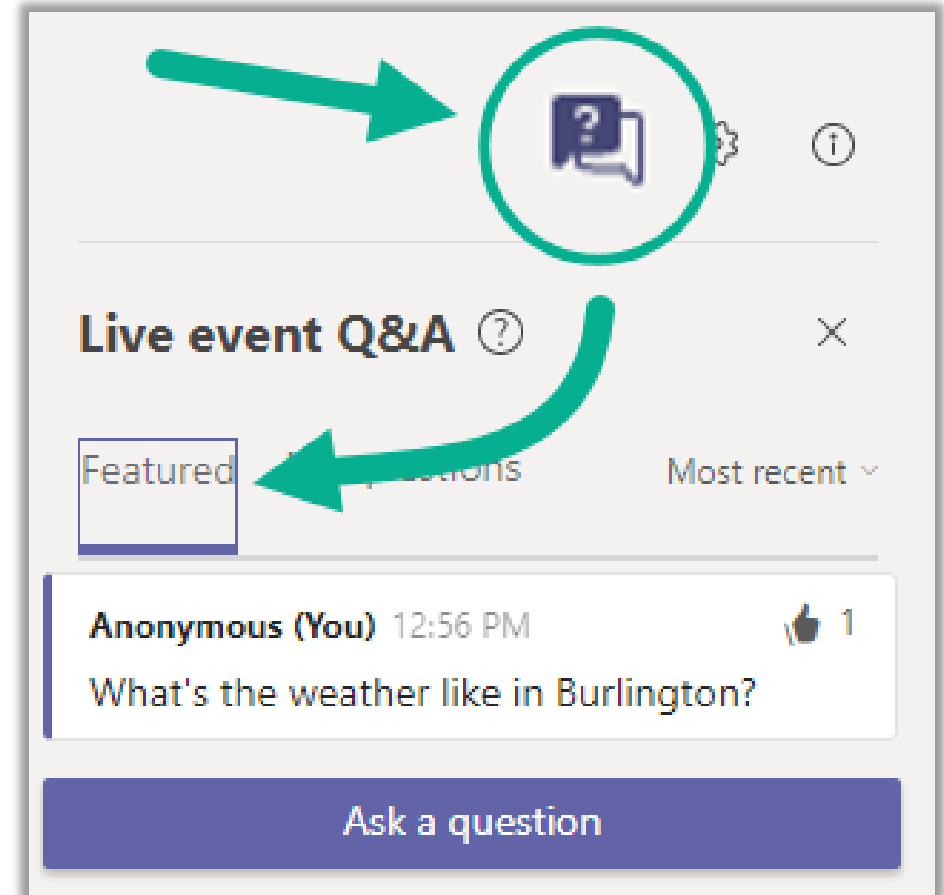 ?
Live event Q&A ?
Featured
Most recent
Anonymous (You) 12:56 PM 1
What's the weather like in Burlington?
Ask a question